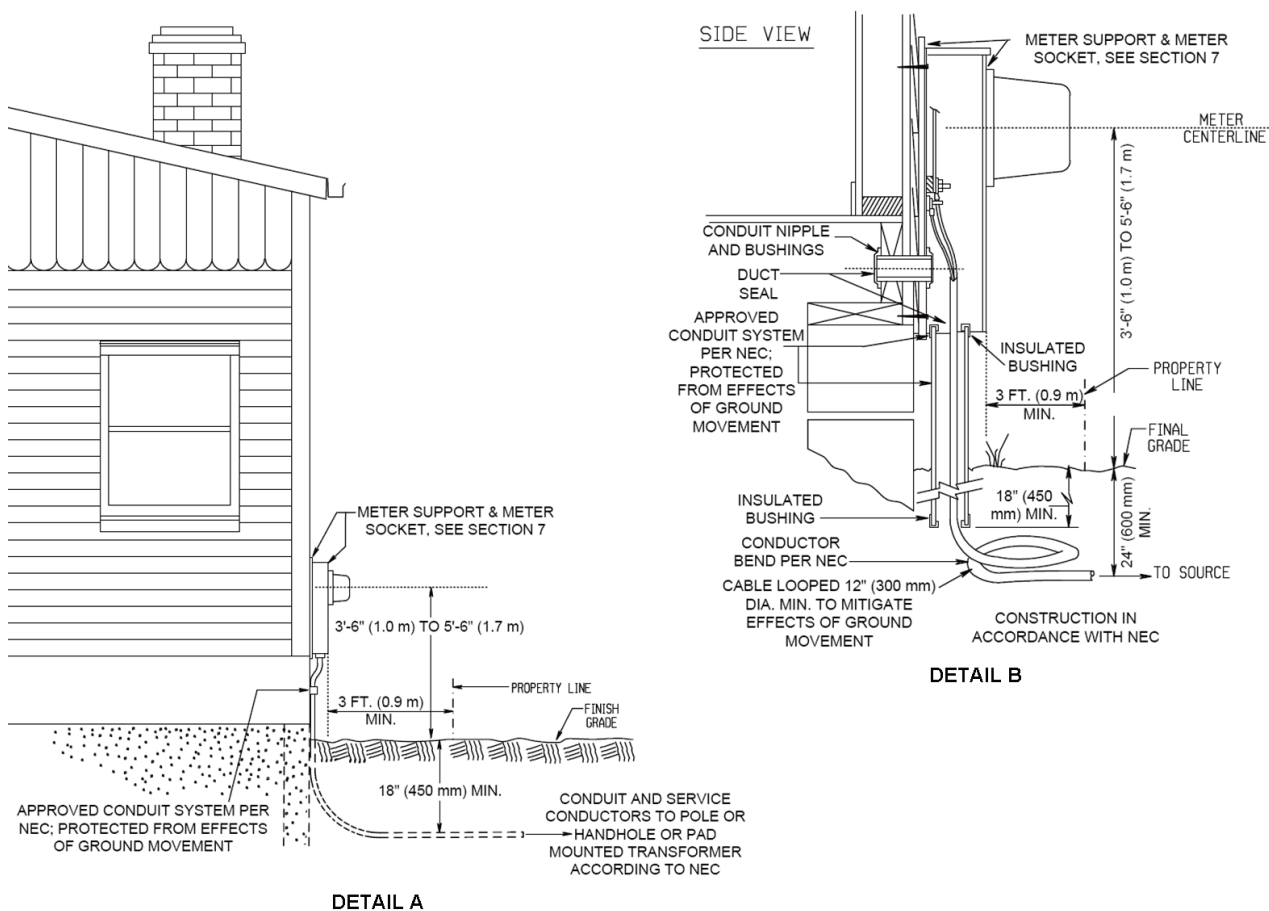 SIDE VIEW
METER SUPPORT & METER
SOCKET, SEE SECTION 7
METER
CENTERLINE
3'-6" (1.0 m) TO 5'-6" (1.7 m)
CONDUIT NIPPLE
AND BUSHINGS
DUCT
SEAL
APPROVED
CONDUIT SYSTEM
PER NEC;
PROTECTED
FROM EFFECTS
OF GROUND
MOVEMENT
INSULATED
BUSHING
PROPERTY
LINE
3 FT. (0.9 m)
MIN.
FINAL
GRADE
18" (450
mm) MIN.
24" (600 mm)
MIN.
INSULATED
BUSHING
CONDUCTOR
BEND PER NEC
CABLE LOOPED 12" (300 mm)
DIA. MIN. TO MITIGATE
EFFECTS OF GROUND
MOVEMENT
TO SOURCE
CONSTRUCTION IN
ACCORDANCE WITH NEC
DETAIL B
METER SUPPORT & METER
SOCKET, SEE SECTION 7
3'-6" (1.0 m) TO 5'-6" (1.7 m)
3 FT. (0.9 m)
MIN.
PROPERTY LINE
FINISH
GRADE
18" (450 mm) MIN.
APPROVED CONDUIT SYSTEM PER
NEC; PROTECTED FROM EFFECTS
OF GROUND MOVEMENT
CONDUIT AND SERVICE
CONDUCTORS TO POLE OR
HANDHOLE OR PAD
MOUNTED TRANSFORMER
ACCORDING TO NEC
DETAIL A